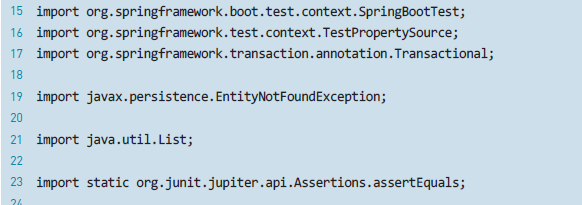 15 import org.springframework.boot.test.context.SpringBootTest;
16 import org.springframework.test.context.TestPropertySource;
17 import org.springframework.transaction.annotation.Transactional;
18
19 import javax.persistence.EntityNotFoundException;
20
21 import java.util.List;
22
23 import static org.junit.jupiter.api.Assertions.assertEquals;
24